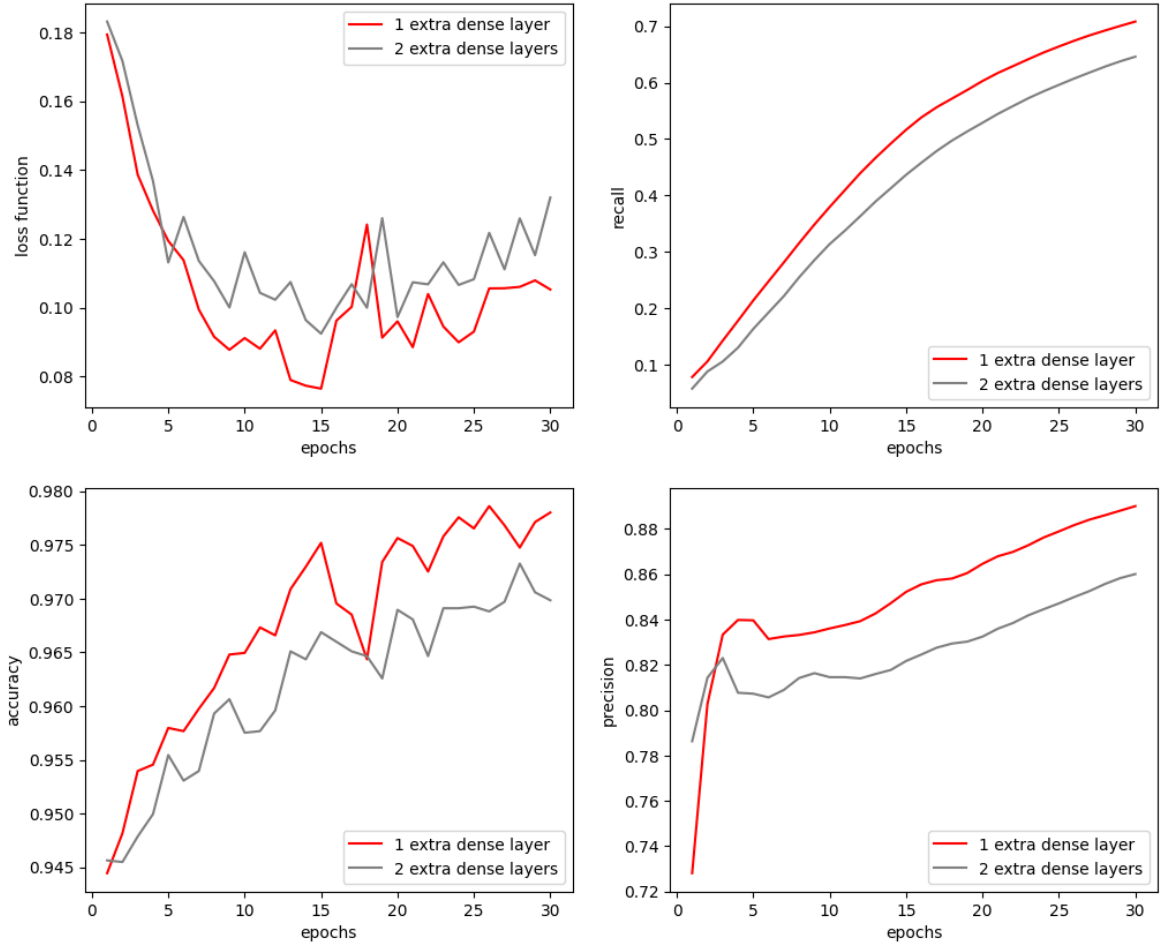 0.18
0.16
0.14
0.12
0.10
0.08
loss function
1 extra dense layer
2 extra dense layers
0 5 10 15 20 25 30
epochs
0.7
0.6
0.5
0.4
0.3
0.2
0.1
recall
1 extra dense layer
2 extra dense layers
0 5 10 15 20 25 30
epochs
0.980
0.975
0.970
0.965
0.960
0.955
0.950
0.945
accuracy
1 extra dense layer
2 extra dense layers
0 5 10 15 20 25 30
epochs
0.88
0.86
0.84
0.82
0.80
0.78
0.76
0.74
0.72
precision
1 extra dense layer
2 extra dense layers
0 5 10 15 20 25 30
epochs